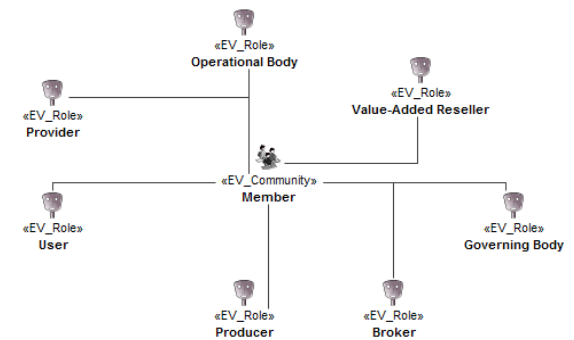 «EV_Role»
Operational Body
«EV_Role»
Value-Added Reseller
«EV_Role»
Provider
«EV_Community»
Member
«EV_Role»
User
«EV_Role»
Governing Body
«EV_Role»
Producer
«EV_Role»
Broker